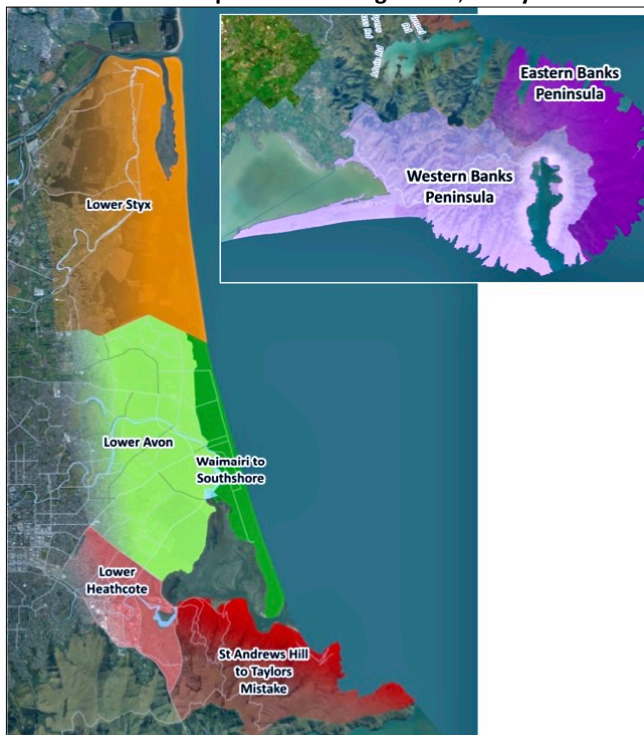 Eastern Banks
Peninsula
Western Banks
Peninsula
Lower Styx
Lower Avon
Waimairi to
Southshore
Lower
Heathcote
St Andrews Hill
to Taylors
Mistake